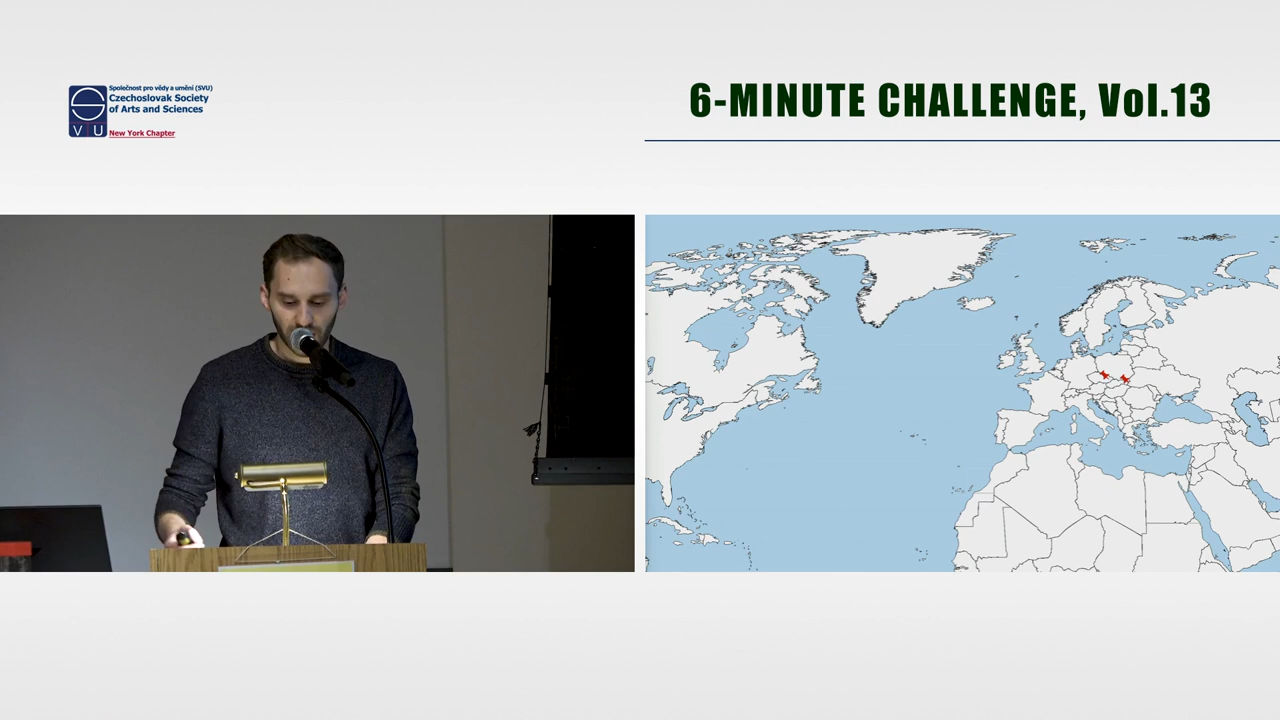 Společnost pro vědy a umění (SVU)
Czechoslovak Society
of Arts and Sciences
V U
New York Chapter
6-MINUTE CHALLENGE, Vol.13